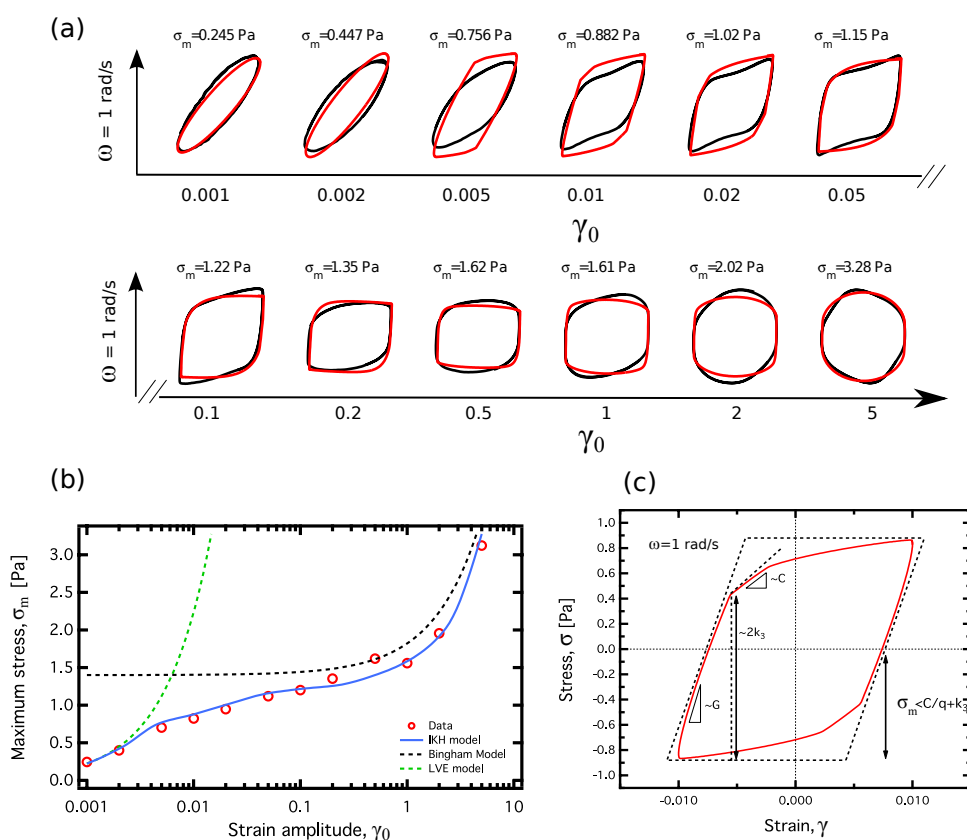 (a)
σm=0.245 Pa σm=0.447 Pa σm=0.756 Pa σm=0.882 Pa σm=1.02 Pa σm=1.15 Pa
ω = 1 rad/s
0.001 0.002 0.005 0.01 0.02 0.05
γ0
σm=1.22 Pa σm=1.35 Pa σm=1.62 Pa σm=1.61 Pa σm=2.02 Pa σm=3.28 Pa
ω = 1 rad/s
0.1 0.2 0.5 1 2 5
γ0
(b)
Maximum stress, σm [Pa]
3.0
2.5
2.0
1.5
1.0
0.5
0.0
Data
IKH model
Bingham Model
LVE model
0.001 0.01 0.1 1 10
Strain amplitude, γ0
(c)
Stress, σ [Pa]
1.0
0.8
0.6
0.4
0.2
0.0
-0.2
-0.4
-0.6
-0.8
-1.0
ω=1 rad/s
~C
~2k3
~G
σm<C/q+k3
-0.010 0.000 0.010
Strain, γ